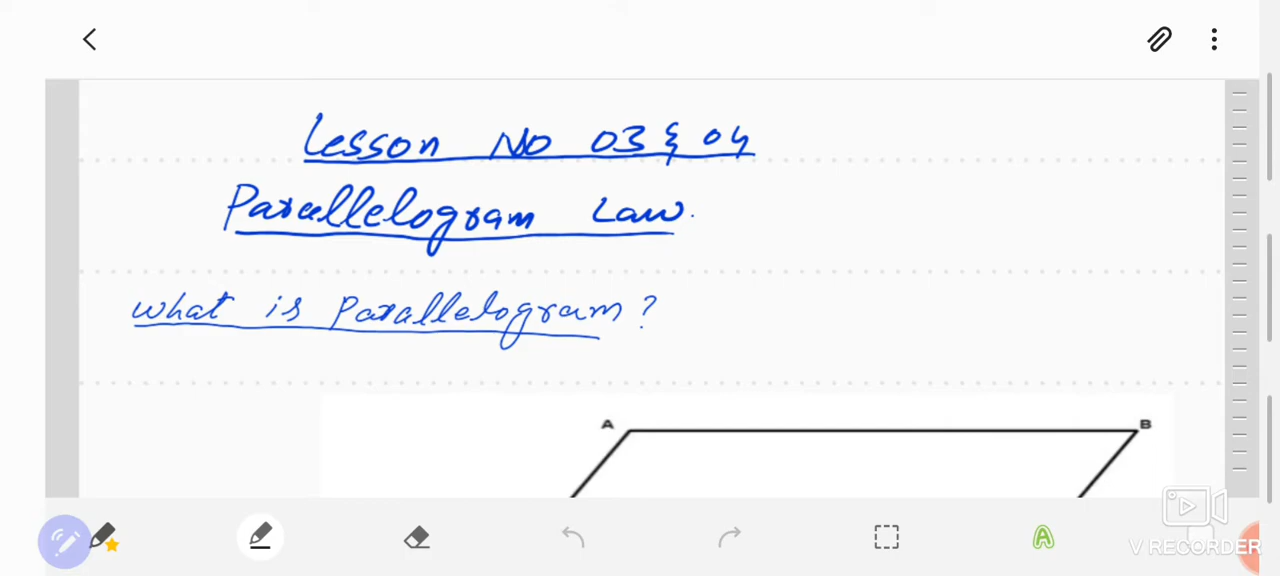 Lesson No 03 & 04
Parallelogram Law.
What is Parallelogram?
A B
A
V RECORDER